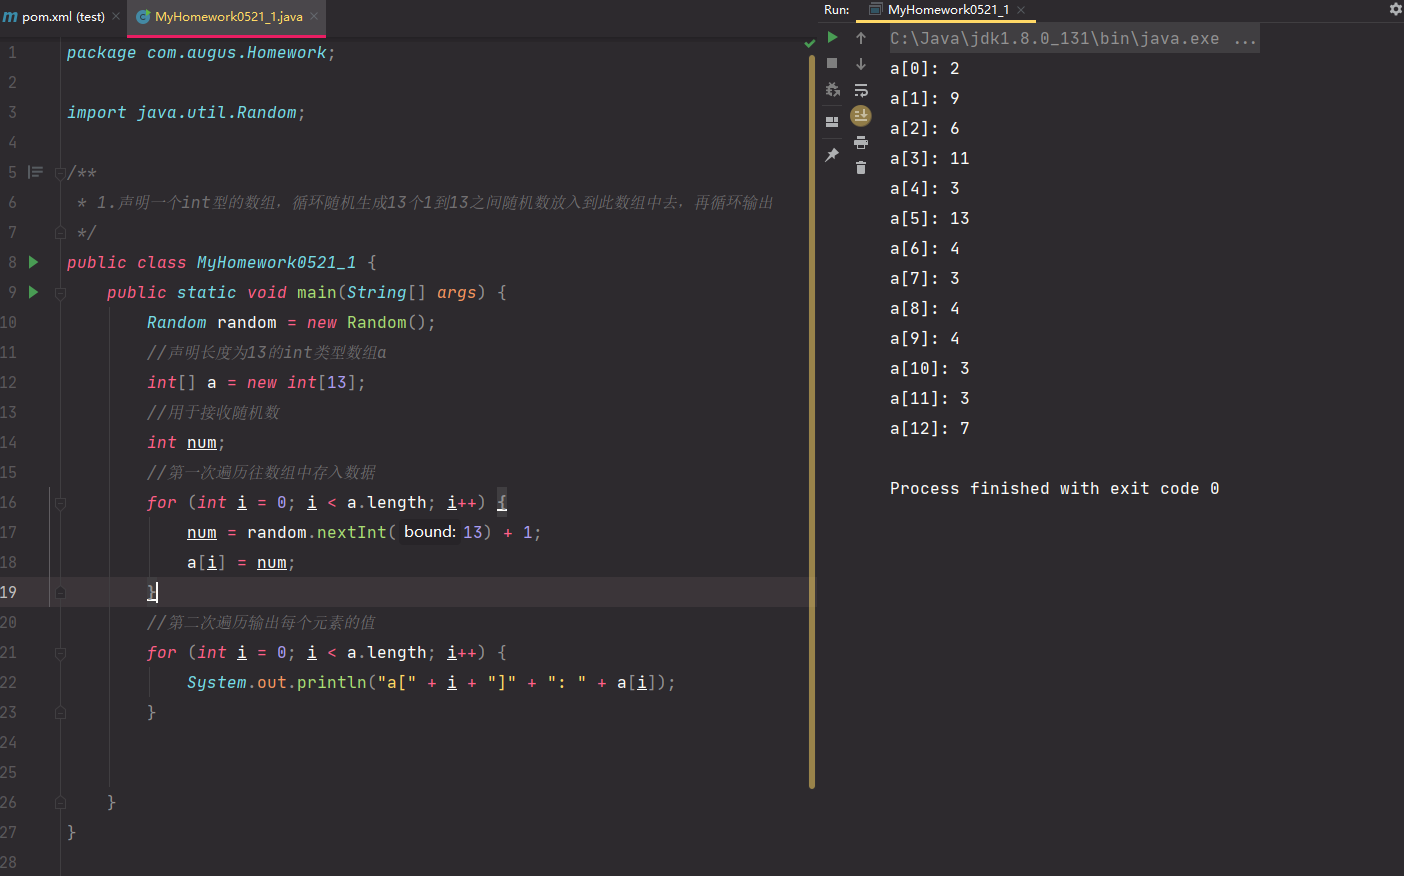 pom.xml (test)
MyHomework0521_1.java
1 package com.augus.Homework;
2
3 import java.util.Random;
4
5 /**
6 * 1.声明一个int型的数组，循环随机生成13个1到13之间随机数放入到此数组中去，再循环输出
7 */
8 public class MyHomework0521_1 {
9 public static void main(String[] args) {
10 Random random = new Random();
11 //声明长度为13的int类型数组a
12 int[] a = new int[13];
13 //用于接收随机数
14 int num;
15 //第一次遍历往数组中存入数据
16 for (int i = 0; i < a.length; i++) {
17 num = random.nextInt( bound: 13) + 1;
18 a[i] = num;
19 }
20 //第二次遍历输出每个元素的值
21 for (int i = 0; i < a.length; i++) {
22 System.out.println("a[" + i + "]" + ": " + a[i]);
23 }
24
25
26 }
27 }
28
Run: MyHomework0521_1
C:\Java\jdk1.8.0_131\bin\java.exe ...
a[0]: 2
a[1]: 9
a[2]: 6
a[3]: 11
a[4]: 3
a[5]: 13
a[6]: 4
a[7]: 3
a[8]: 4
a[9]: 4
a[10]: 3
a[11]: 3
a[12]: 7
Process finished with exit code 0